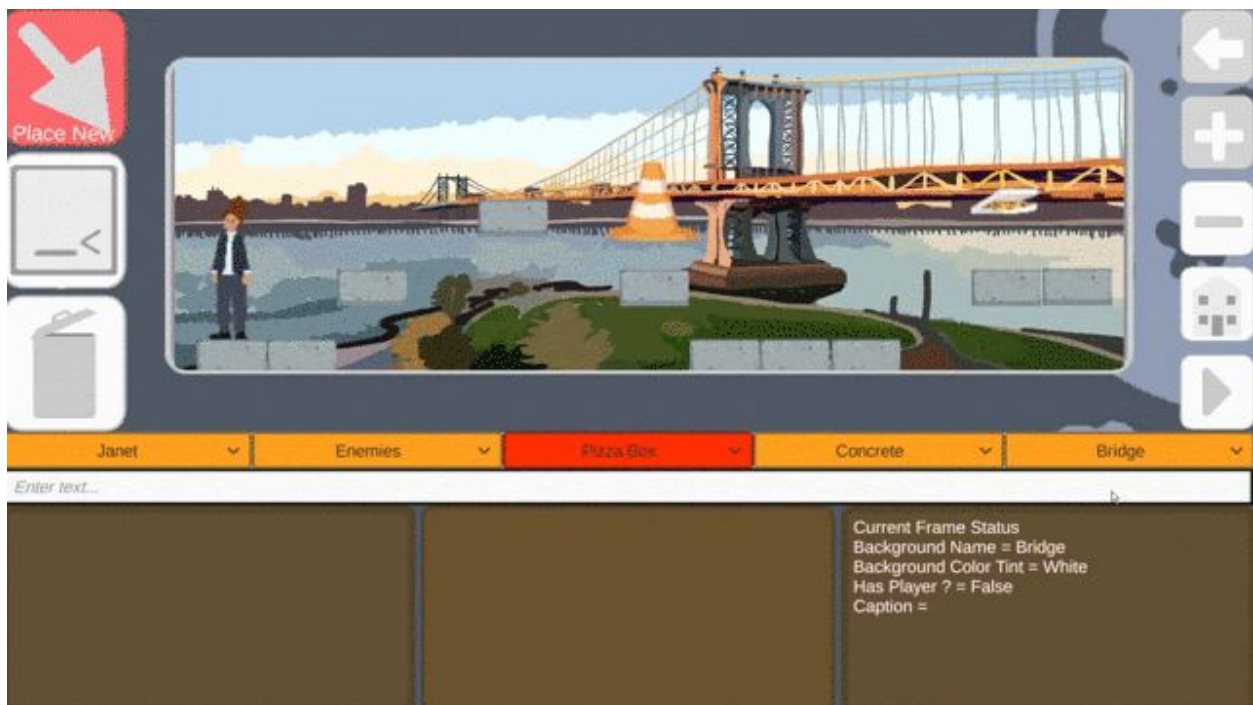 Place New
Janet
Enemies
Pizza Box
Concrete
Bridge
Enter text...
Current Frame Status
Background Name = Bridge
Background Color Tint = White
Has Player ? = False
Caption =